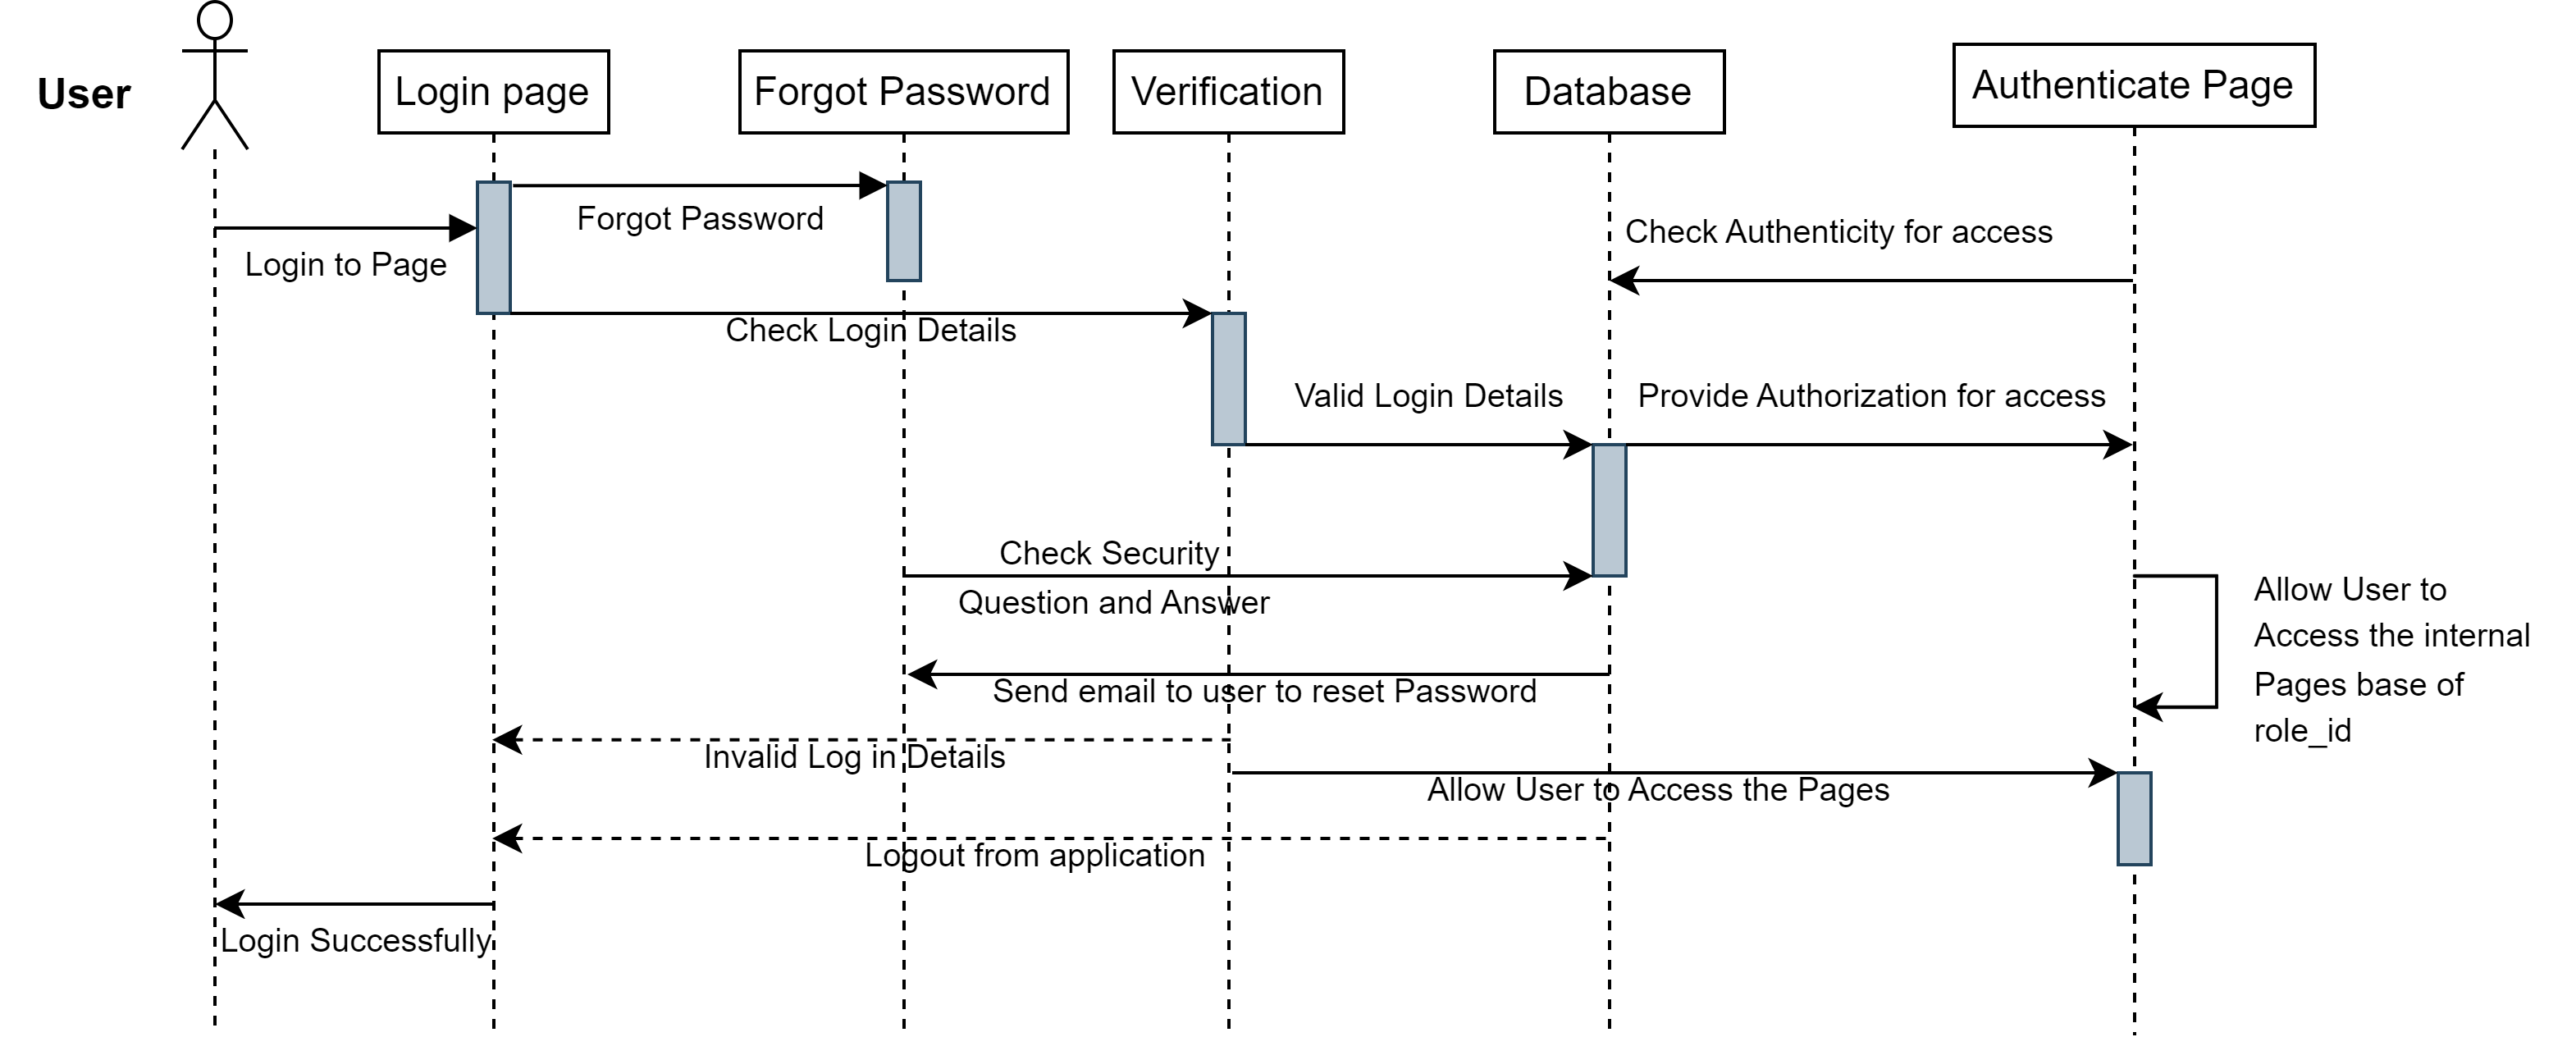 User
Login page
Forgot Password
Verification
Database
Authenticate Page
Forgot Password
Login to Page
Check Authenticity for access
Check Login Details
Valid Login Details
Provide Authorization for access
Check Security
Question and Answer
Allow User to
Access the internal
Pages base of
role_id
Send email to user to reset Password
Invalid Log in Details
Allow User to Access the Pages
Logout from application
Login Successfully